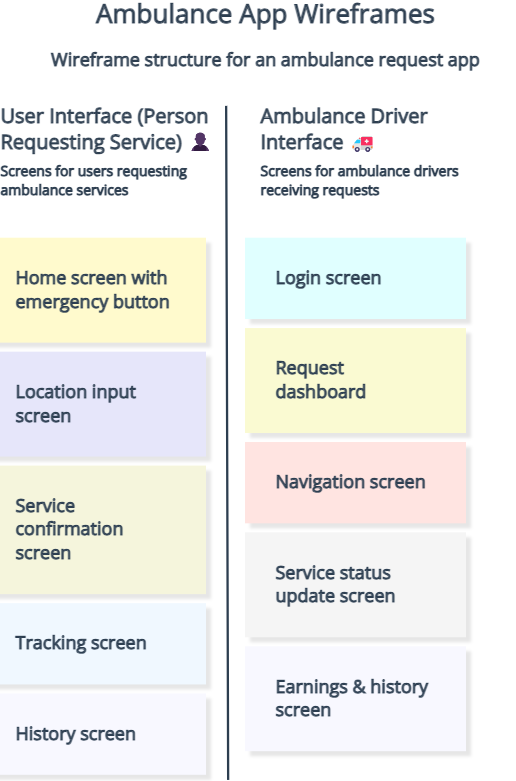 Ambulance App Wireframes
Wireframe structure for an ambulance request app
User Interface (Person
Requesting Service)
Screens for users requesting
ambulance services
Home screen with
emergency button
Location input
screen
Service
confirmation
screen
Tracking screen
History screen
Ambulance Driver
Interface
Screens for ambulance drivers
receiving requests
Login screen
Request
dashboard
Navigation screen
Service status
update screen
Earnings & history
screen